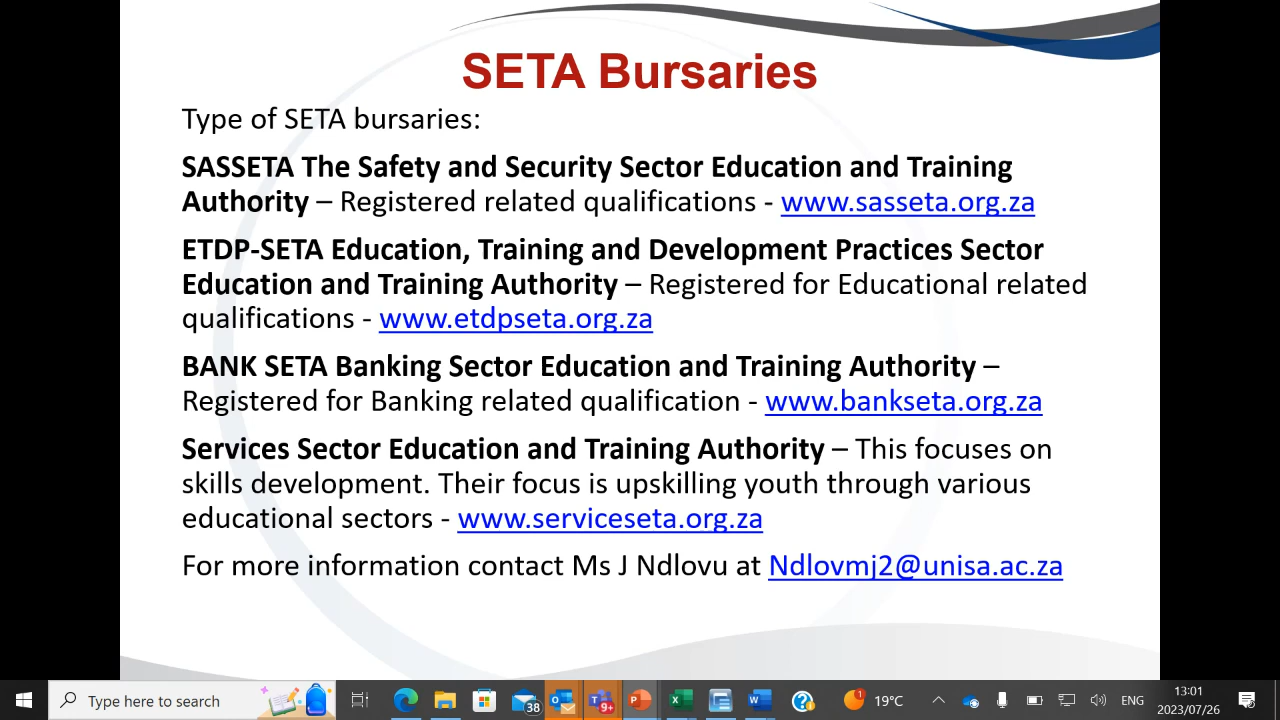 SETA Bursaries
Type of SETA bursaries:
SASSETA The Safety and Security Sector Education and Training
Authority – Registered related qualifications - www.sasseta.org.za
ETDP-SETA Education, Training and Development Practices Sector
Education and Training Authority – Registered for Educational related
qualifications - www.etdpseta.org.za
BANK SETA Banking Sector Education and Training Authority –
Registered for Banking related qualification - www.bankseta.org.za
Services Sector Education and Training Authority – This focuses on
skills development. Their focus is upskilling youth through various
educational sectors - www.serviceseta.org.za
For more information contact Ms J Ndlovu at Ndlovmj2@unisa.ac.za
Type here to search
38
9+
1
19°C
ENG
13:01
2023/07/26